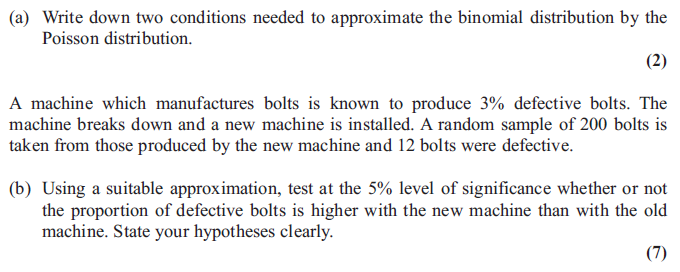 (a) Write down two conditions needed to approximate the binomial distribution by the
Poisson distribution.
(2)
A machine which manufactures bolts is known to produce 3% defective bolts. The
machine breaks down and a new machine is installed. A random sample of 200 bolts is
taken from those produced by the new machine and 12 bolts were defective.
(b) Using a suitable approximation, test at the 5% level of significance whether or not
the proportion of defective bolts is higher with the new machine than with the old
machine. State your hypotheses clearly.
(7)